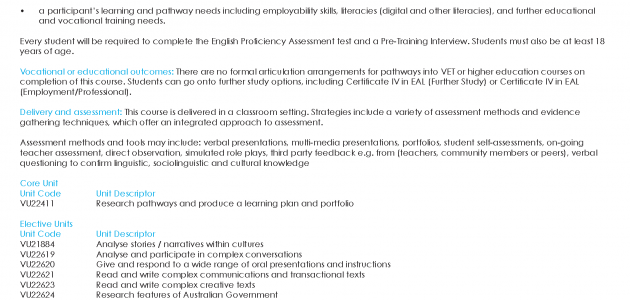 • a participant's learning and pathway needs including employability skills, literacies (digital and other literacies), and further educational
and vocational training needs.
Every student will be required to complete the English Proficiency Assessment test and a Pre-Training Interview. Students must also be at least 18
years of age.
Vocational or educational outcomes: There are no formal articulation arrangements for pathways into VET or higher education courses on
completion of this course. Students can go onto further study options, including Certificate IV in EAL (Further Study) or Certificate IV in EAL
(Employment/Professional).
Delivery and assessment: This course is delivered in a classroom setting. Strategies include a variety of assessment methods and evidence
gathering techniques, which offer an integrated approach to assessment.
Assessment methods and tools may include: verbal presentations, multi-media presentations, portfolios, student self-assessments, on-going
teacher assessment, direct observation, simulated role plays, third party feedback e.g. from (teachers, community members or peers), verbal
questioning to confirm linguistic, sociolinguistic and cultural knowledge
Core Unit
Unit Code Unit Descriptor
VU22411 Research pathways and produce a learning plan and portfolio
Elective Units
Unit Code Unit Descriptor
VU21884 Analyse stories / narratives within cultures
VU22619 Analyse and participate in complex conversations
VU22620 Give and respond to a wide range of oral presentations and instructions
VU22621 Read and write complex communications and transactional texts
VU22623 Read and write complex creative texts
VU22624 Research features of Australian Government